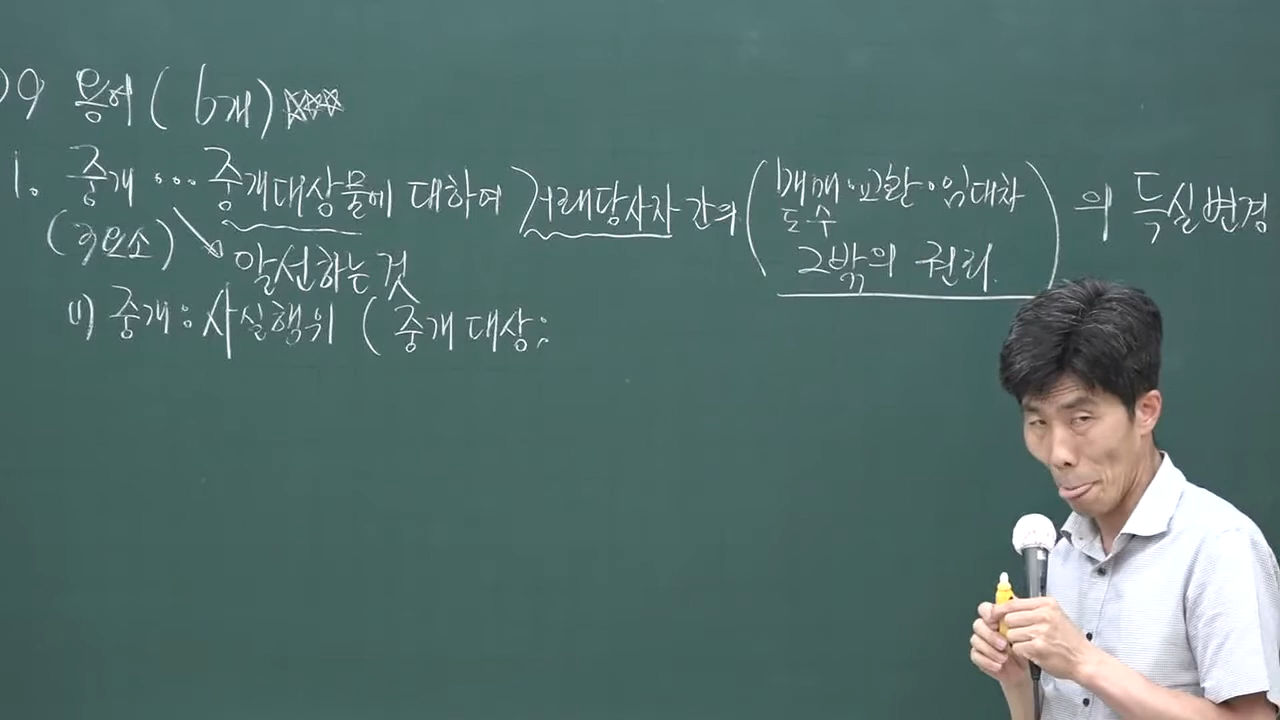 09 용어 ( 6개 ) ☆☆☆
1. 중개 ... 중개대상물에 대하여 거래당사자 간의 ( 매매·교환·임대차 의 득실변경
그밖의 권리. )
(3요소) 알선하는 것
(1) 중개 : 사실행위 ( 중개대상: